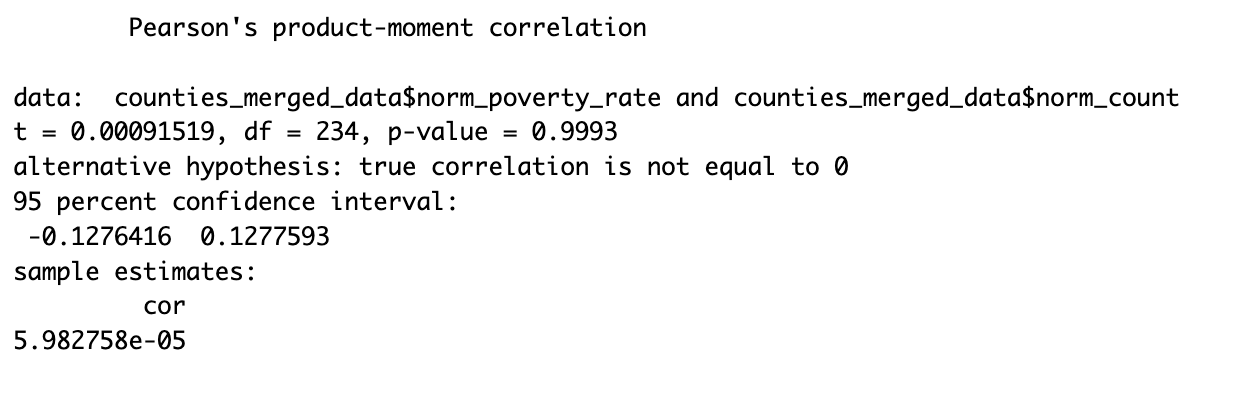 Pearson's product-moment correlation
data:  counties_merged_data$norm_poverty_rate and counties_merged_data$norm_count
t = 0.00091519, df = 234, p-value = 0.9993
alternative hypothesis: true correlation is not equal to 0
95 percent confidence interval:
-0.1276416  0.1277593
sample estimates:
cor
5.982758e-05